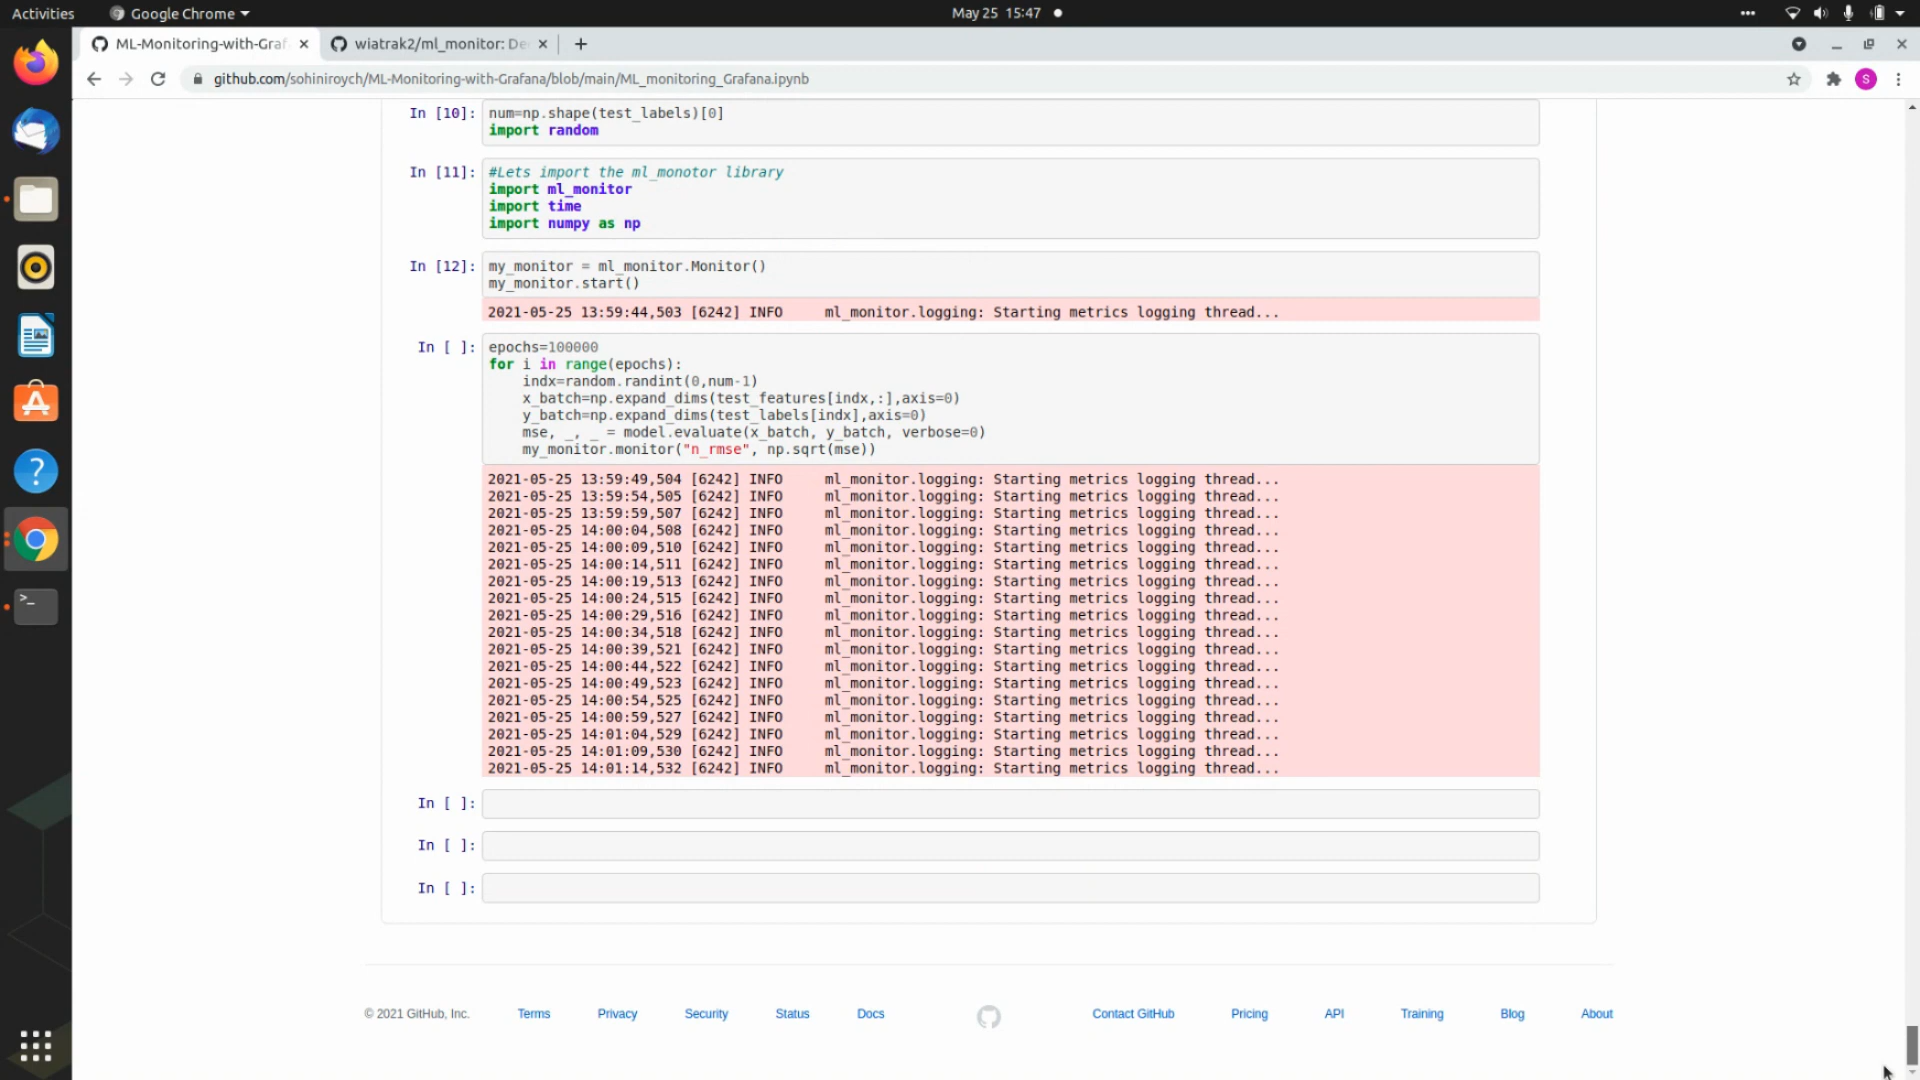 Activities
Google Chrome
May 25 15:47
ML-Monitoring-with-Graf
wiatrak2/ml_monitor: De
github.com/sohiniroych/ML-Monitoring-with-Grafana/blob/main/ML_monitoring_Grafana.ipynb
S
In [10]: num=np.shape(test_labels)[0]
import random
In [11]: #Lets import the ml_monotor library
import ml_monitor
import time
import numpy as np
In [12]: my_monitor = ml_monitor.Monitor()
my_monitor.start()
2021-05-25 13:59:44,503 [6242] INFO     ml_monitor.logging: Starting metrics logging thread...
In [ ]: epochs=100000
for i in range(epochs):
    indx=random.randint(0,num-1)
    x_batch=np.expand_dims(test_features[indx,:],axis=0)
    y_batch=np.expand_dims(test_labels[indx],axis=0)
    mse, _, _ = model.evaluate(x_batch, y_batch, verbose=0)
    my_monitor.monitor("n_rmse", np.sqrt(mse))
2021-05-25 13:59:49,504 [6242] INFO     ml_monitor.logging: Starting metrics logging thread...
2021-05-25 13:59:54,505 [6242] INFO     ml_monitor.logging: Starting metrics logging thread...
2021-05-25 13:59:59,507 [6242] INFO     ml_monitor.logging: Starting metrics logging thread...
2021-05-25 14:00:04,508 [6242] INFO     ml_monitor.logging: Starting metrics logging thread...
2021-05-25 14:00:09,510 [6242] INFO     ml_monitor.logging: Starting metrics logging thread...
2021-05-25 14:00:14,511 [6242] INFO     ml_monitor.logging: Starting metrics logging thread...
2021-05-25 14:00:19,513 [6242] INFO     ml_monitor.logging: Starting metrics logging thread...
2021-05-25 14:00:24,515 [6242] INFO     ml_monitor.logging: Starting metrics logging thread...
2021-05-25 14:00:29,516 [6242] INFO     ml_monitor.logging: Starting metrics logging thread...
2021-05-25 14:00:34,518 [6242] INFO     ml_monitor.logging: Starting metrics logging thread...
2021-05-25 14:00:39,521 [6242] INFO     ml_monitor.logging: Starting metrics logging thread...
2021-05-25 14:00:44,522 [6242] INFO     ml_monitor.logging: Starting metrics logging thread...
2021-05-25 14:00:49,523 [6242] INFO     ml_monitor.logging: Starting metrics logging thread...
2021-05-25 14:00:54,525 [6242] INFO     ml_monitor.logging: Starting metrics logging thread...
2021-05-25 14:00:59,527 [6242] INFO     ml_monitor.logging: Starting metrics logging thread...
2021-05-25 14:01:04,529 [6242] INFO     ml_monitor.logging: Starting metrics logging thread...
2021-05-25 14:01:09,530 [6242] INFO     ml_monitor.logging: Starting metrics logging thread...
2021-05-25 14:01:14,532 [6242] INFO     ml_monitor.logging: Starting metrics logging thread...
In [ ]:
In [ ]:
In [ ]:
© 2021 GitHub, Inc. Terms Privacy Security Status Docs Contact GitHub Pricing API Training Blog About